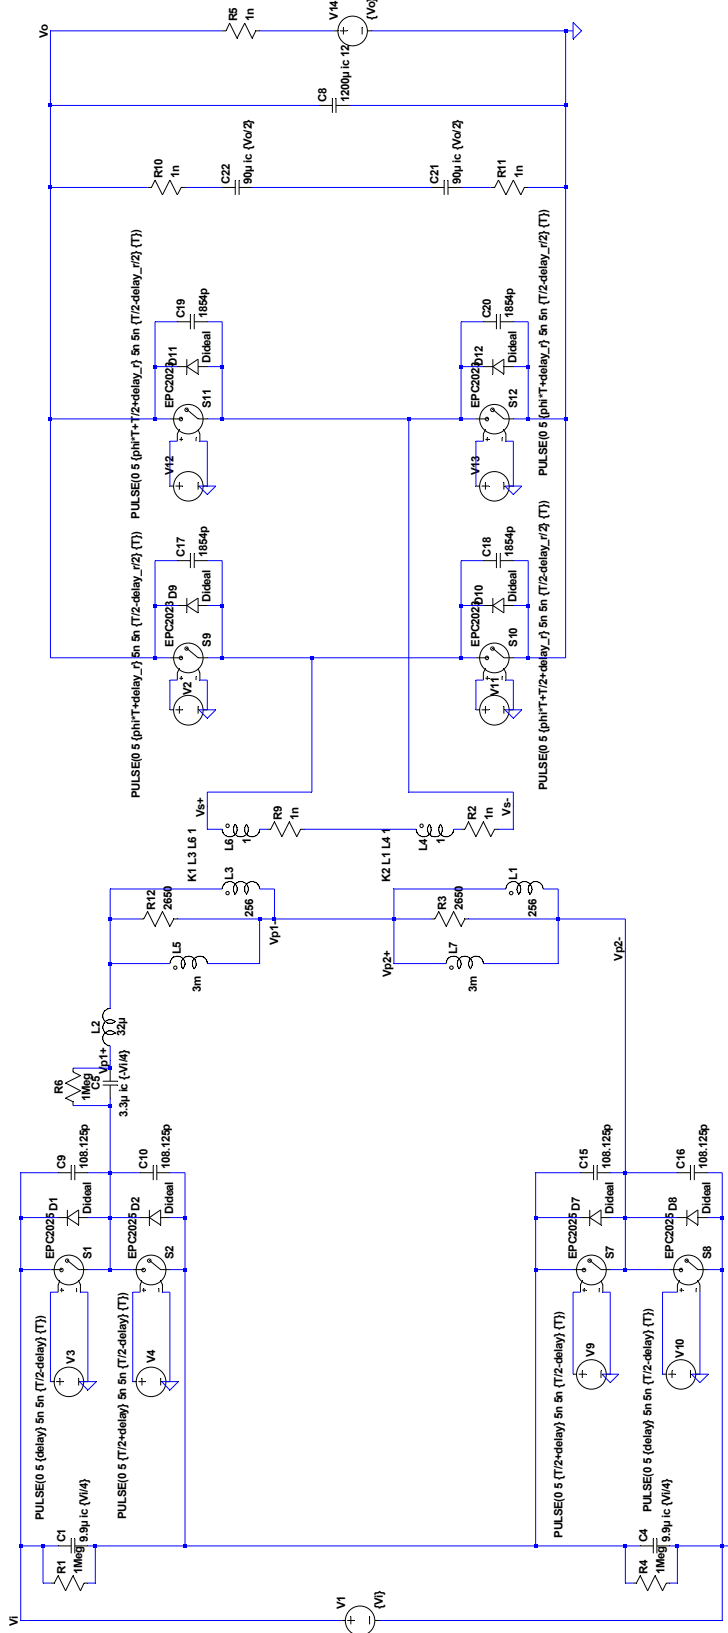 Vi
V1
{Vi}
R1
1Meg
C1
9.9µ ic {Vi/4}
R4
1Meg
C4
9.9µ ic {Vi/4}
PULSE(0 5 {delay} 5n 5n {T/2-delay} {T})
V3
EPC2025
S1
D1
Dideal
C9
108.125p
PULSE(0 5 {T/2+delay} 5n 5n {T/2-delay} {T})
V4
EPC2025
S2
D2
Dideal
C10
108.125p
PULSE(0 5 {T/2+delay} 5n 5n {T/2-delay} {T})
V9
EPC2025
S7
D7
Dideal
C15
108.125p
PULSE(0 5 {delay} 5n 5n {T/2-delay} {T})
V10
EPC2025
S8
D8
Dideal
C16
108.125p
R6
1Meg
C5
3.3µ ic {-Vi/4}
Vp1+
L2
32µ
L5
3m
R12
2650
L3
256
Vp1-
Vp2+
L7
3m
R3
2650
L1
256
Vp2-
K1 L3 L6 1
K2 L1 L4 1
L6
1
R9
1n
L4
1
R2
1n
Vs+
Vs-
PULSE(0 5 {phi*T+delay_r} 5n 5n {T/2-delay_r/2} {T})
V2
EPC2023
S9
D9
Dideal
C17
1854p
PULSE(0 5 {phi*T+T/2+delay_r} 5n 5n {T/2-delay_r/2} {T})
V11
EPC2023
S10
D10
Dideal
C18
1854p
PULSE(0 5 {phi*T+T/2+delay_r} 5n 5n {T/2-delay_r/2} {T})
V12
EPC2023
S11
D11
Dideal
C19
1854p
PULSE(0 5 {phi*T+delay_r} 5n 5n {T/2-delay_r/2} {T})
V13
EPC2023
S12
D12
Dideal
C20
1854p
R10
1n
C22
90µ ic {Vo/2}
C21
90µ ic {Vo/2}
R11
1n
C8
1200µ ic 12
Vo
R5
1n
V14
{Vo}